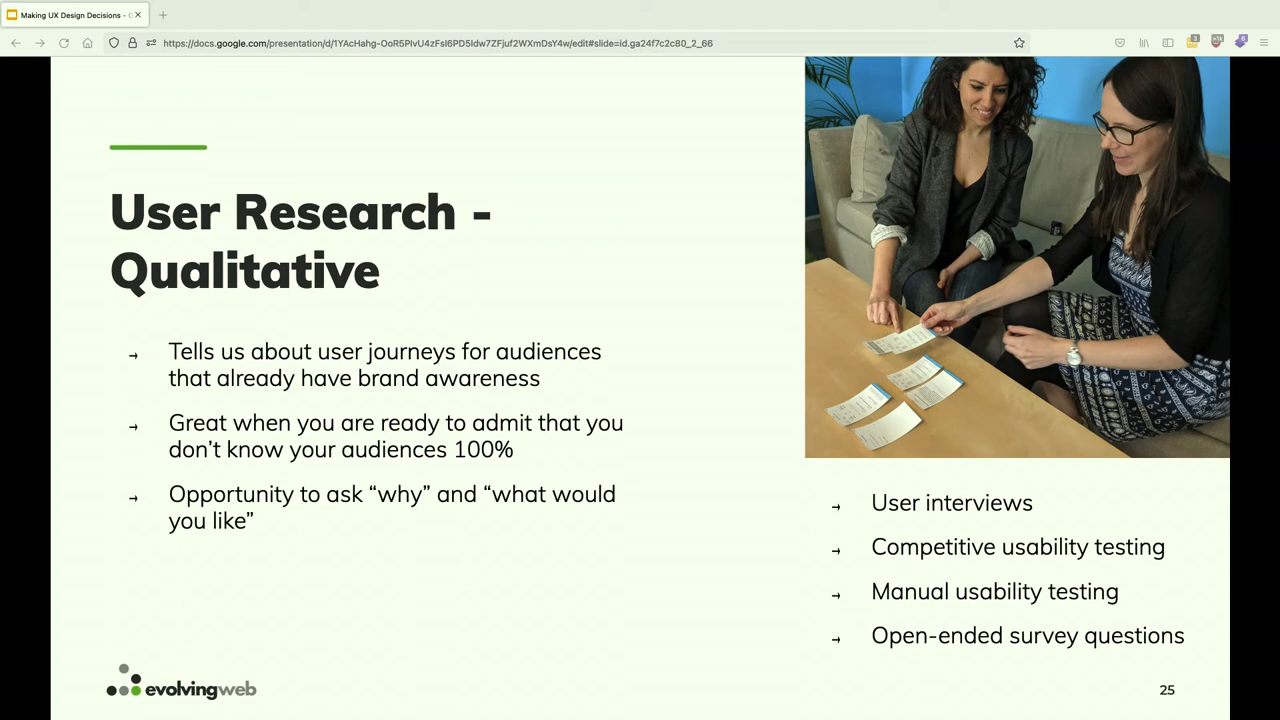 Making UX Design Decisions -
https://docs.google.com/presentation/d/1YAcHahg-OoR5PIvU4zFsI6PD5Idw7ZFjuf2WXmDsY4w/edit#slide=id.ga24f7c2c80_2_66
User Research -
Qualitative
→ Tells us about user journeys for audiences
that already have brand awareness
→ Great when you are ready to admit that you
don’t know your audiences 100%
→ Opportunity to ask “why” and “what would
you like”
→ User interviews
→ Competitive usability testing
→ Manual usability testing
→ Open-ended survey questions
evolvingweb
25